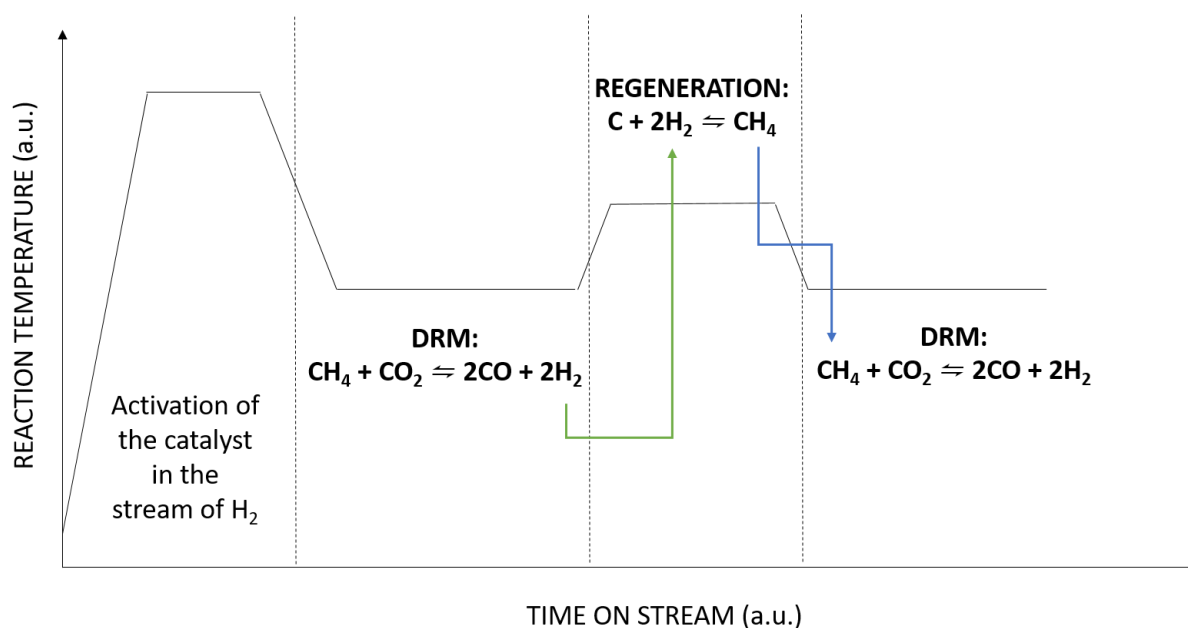 REACTION TEMPERATURE (a.u.)
REGENERATION:
C + 2H₂ ⇋ CH₄
DRM:
CH₄ + CO₂ ⇋ 2CO + 2H₂
DRM:
CH₄ + CO₂ ⇋ 2CO + 2H₂
Activation of
the catalyst
in the
stream of H₂
TIME ON STREAM (a.u.)